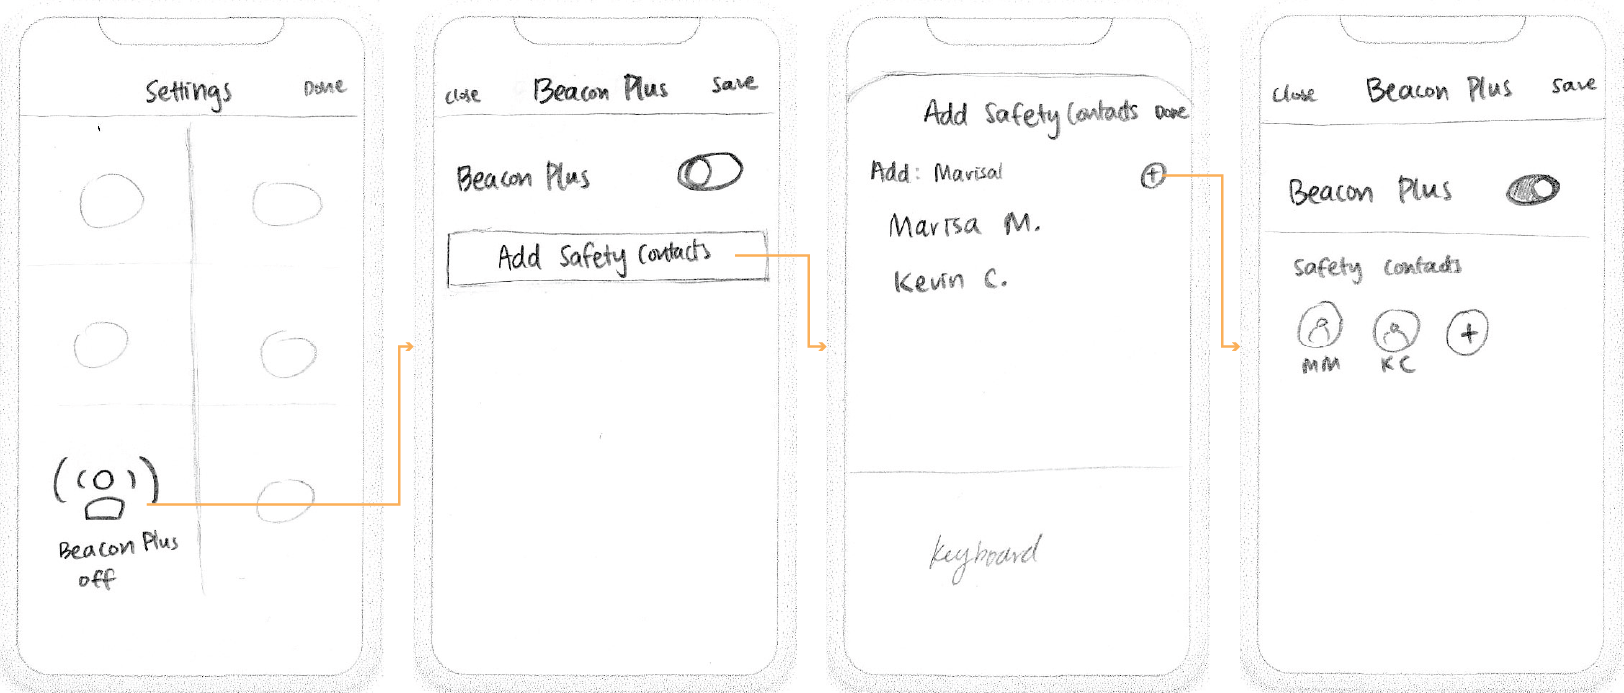 Settings Done
Beacon Plus
off
Close Beacon Plus Save
Beacon Plus
Add Safety Contacts
Add Safety Contacts Done
Add: Marisal
Marisa M.
Kevin C.
keyboard
Close Beacon Plus Save
Beacon Plus
Safety Contacts
MM KC